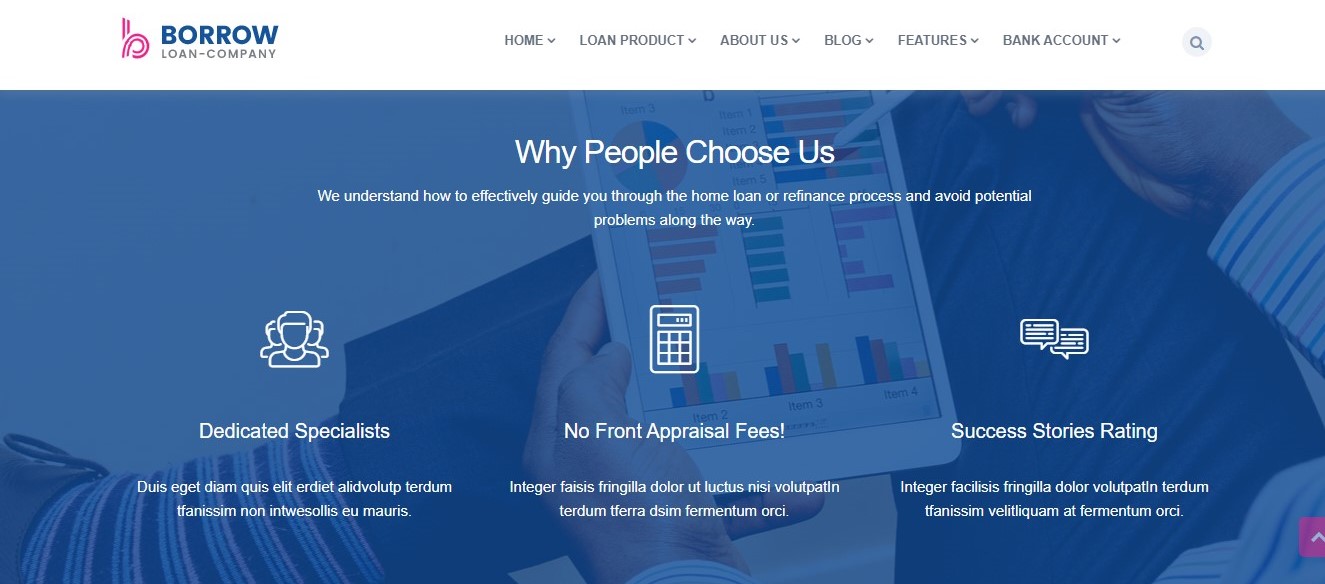 BORROW
LOAN-COMPANY
HOME
LOAN PRODUCT
ABOUT US
BLOG
FEATURES
BANK ACCOUNT
Why People Choose Us
We understand how to effectively guide you through the home loan or refinance process and avoid potential
problems along the way.
Item 3
Item 1
Item 2
Item 5
Item 2
Item 3
Item 4
Dedicated Specialists
No Front Appraisal Fees!
Success Stories Rating
Duis eget diam quis elit erdiet alidvolutp terdum
tfanissim non intwesollis eu mauris.
Integer faisis fringilla dolor ut luctus nisi volutpatIn
terdum tferra dsim fermentum orci.
Integer facilisis fringilla dolor volutpatIn terdum
tfanissim velitliquam at fermentum orci.